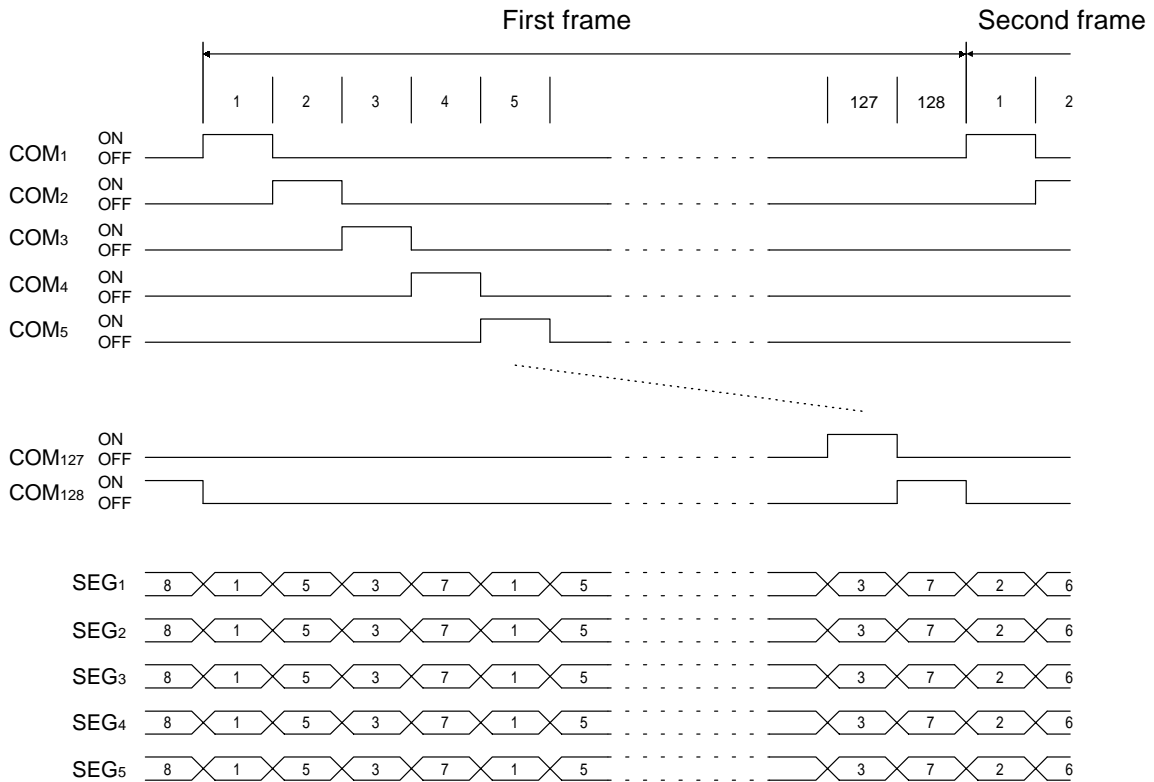 First frame Second frame
1 2 3 4 5 127 128 1 2
COM1 ON
OFF
COM2 ON
OFF
COM3 ON
OFF
COM4 ON
OFF
COM5 ON
OFF
COM127 ON
OFF
COM128 ON
OFF
SEG1 8 1 5 3 7 1 5 3 7 2 6
SEG2 8 1 5 3 7 1 5 3 7 2 6
SEG3 8 1 5 3 7 1 5 3 7 2 6
SEG4 8 1 5 3 7 1 5 3 7 2 6
SEG5 8 1 5 3 7 1 5 3 7 2 6